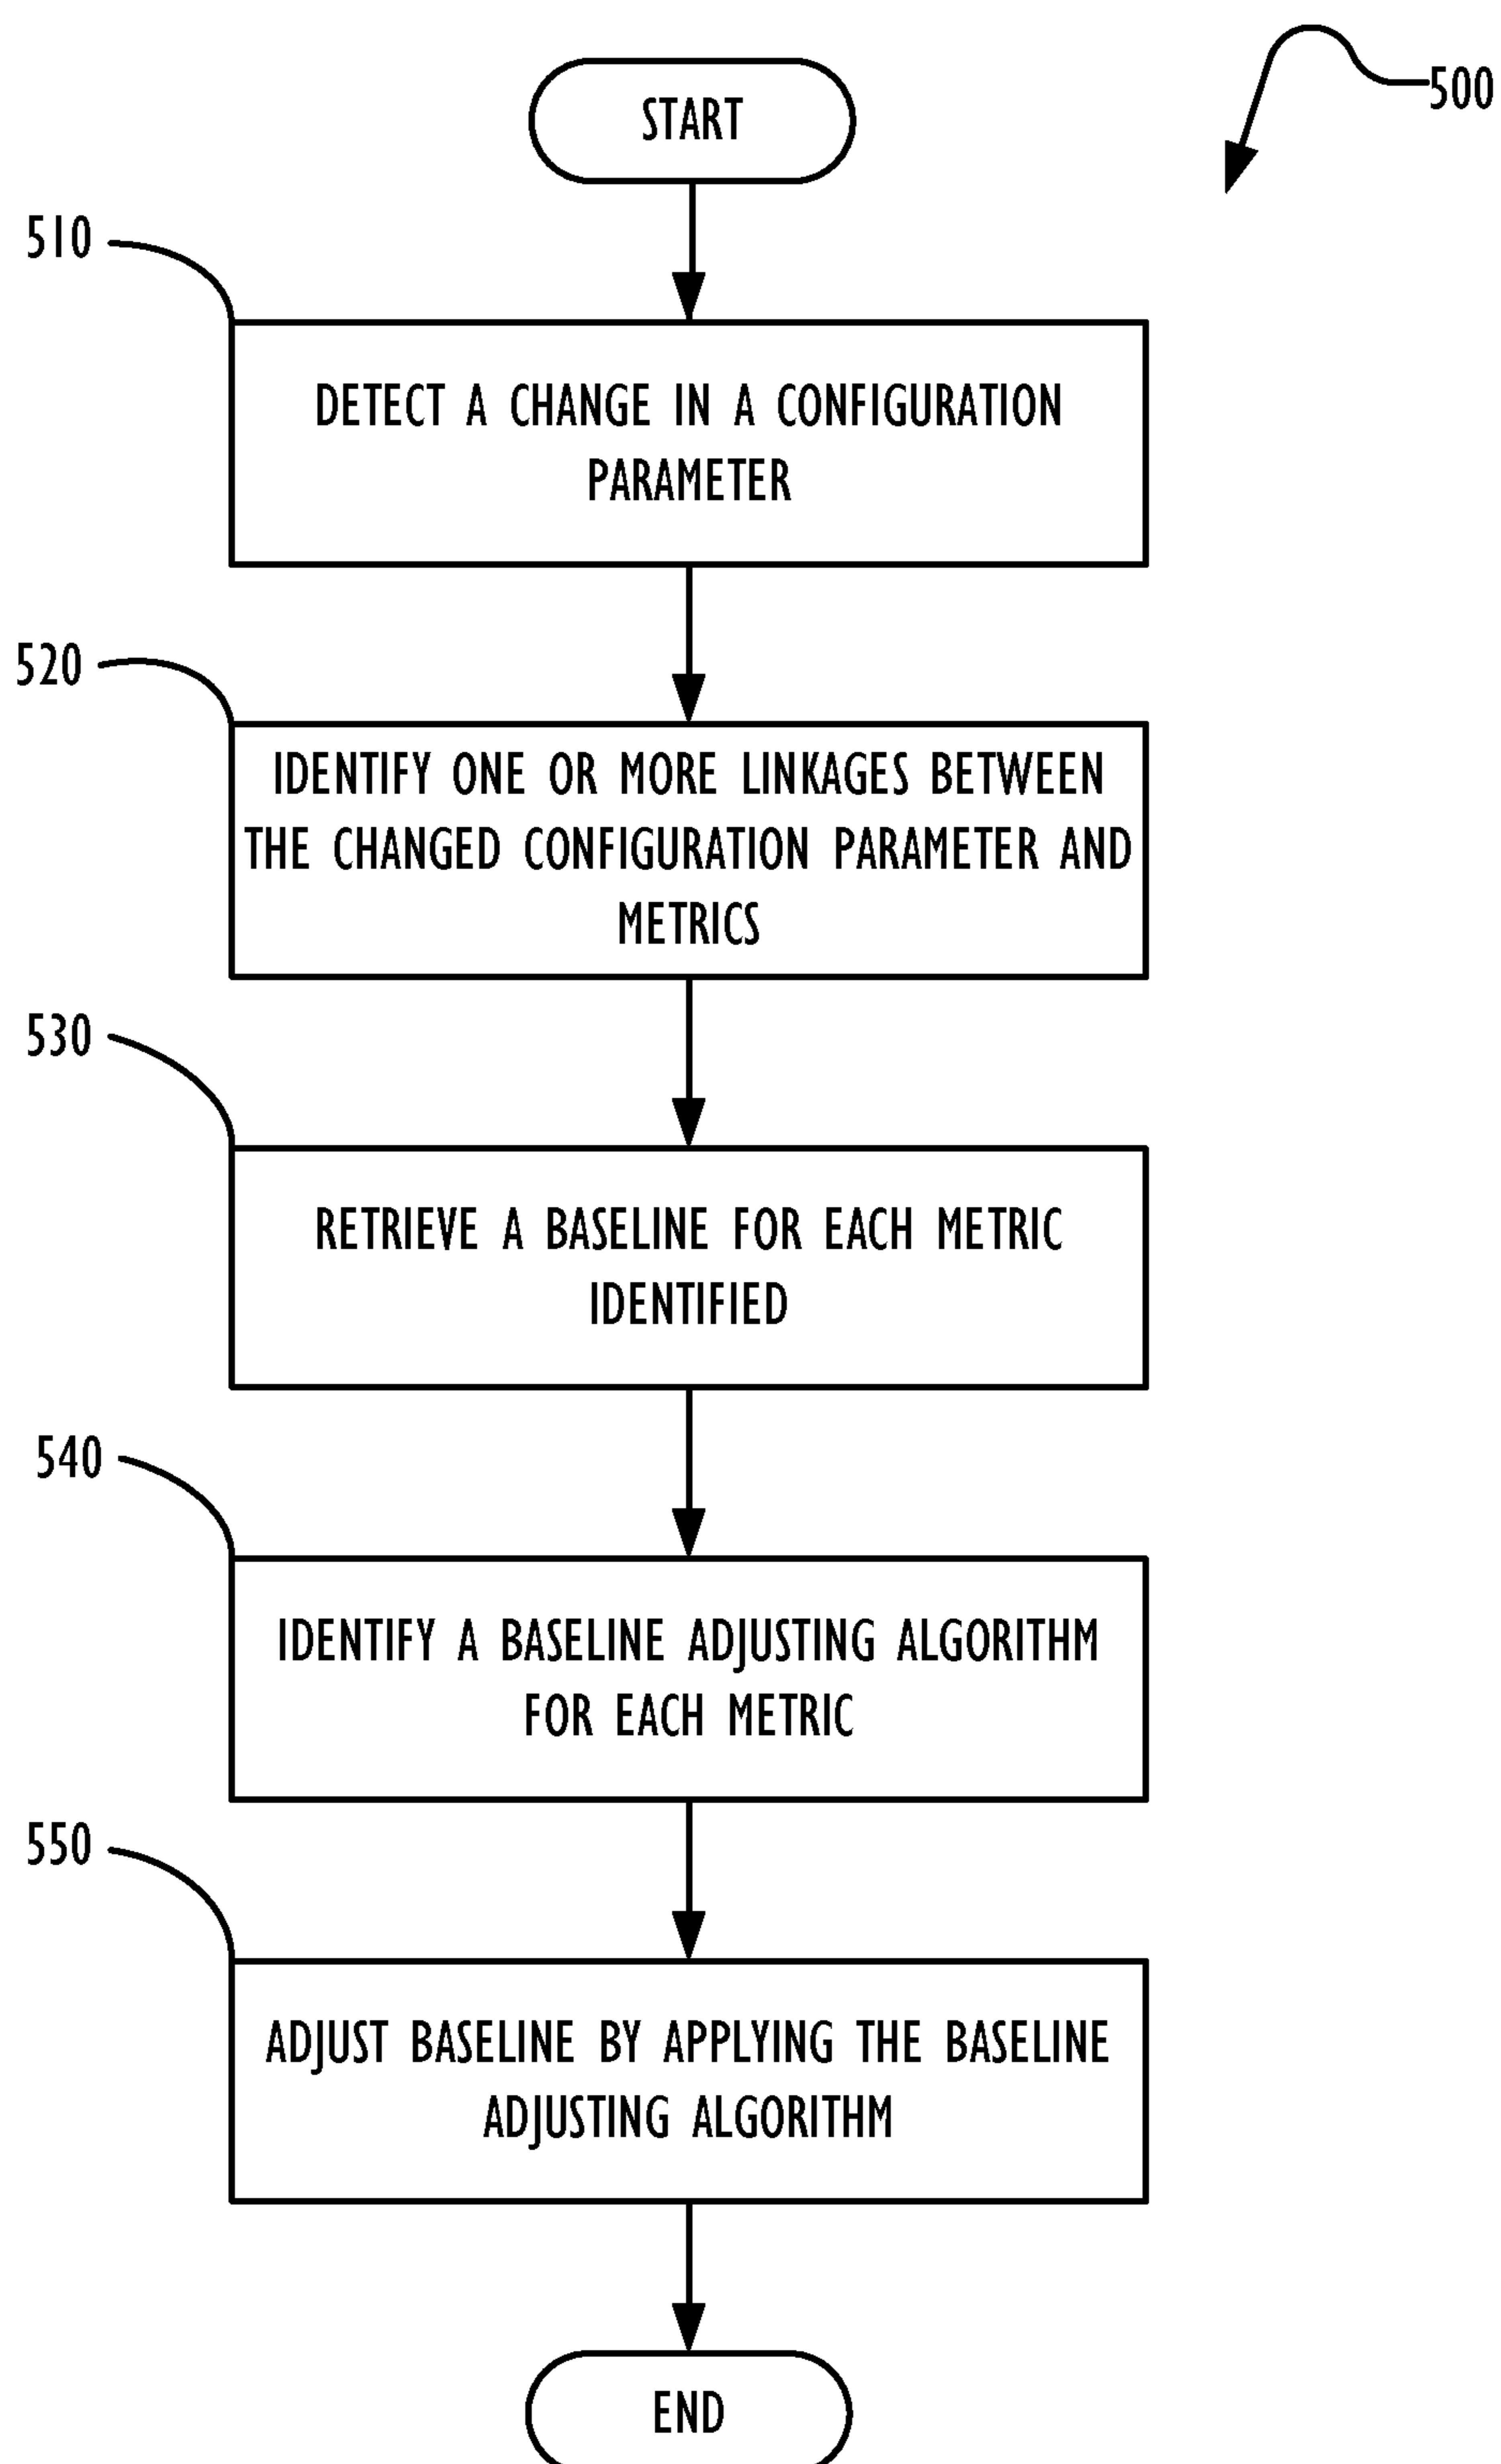 START
500
510
DETECT A CHANGE IN A CONFIGURATION
PARAMETER
520
IDENTIFY ONE OR MORE LINKAGES BETWEEN
THE CHANGED CONFIGURATION PARAMETER AND
METRICS
530
RETRIEVE A BASELINE FOR EACH METRIC
IDENTIFIED
540
IDENTIFY A BASELINE ADJUSTING ALGORITHM
FOR EACH METRIC
550
ADJUST BASELINE BY APPLYING THE BASELINE
ADJUSTING ALGORITHM
END